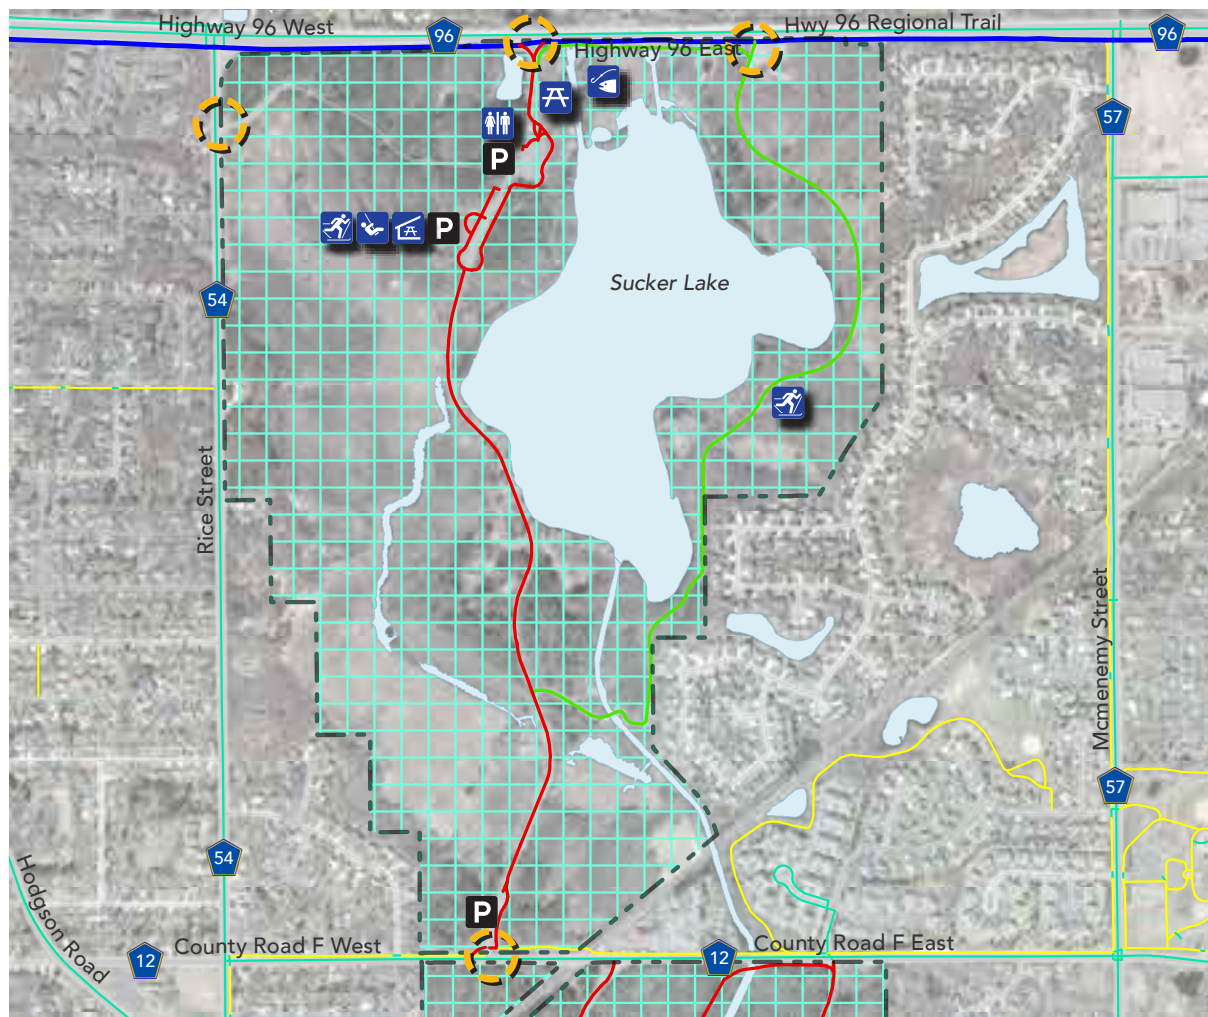 Highway 96 West
96
Hwy 96 Regional Trail
96
Highway 96 East
57
P
P
54
Sucker Lake
Rice Street
Mcmenemy Street
57
54
Hodgson Road
P
County Road F West
12
12
County Road F East